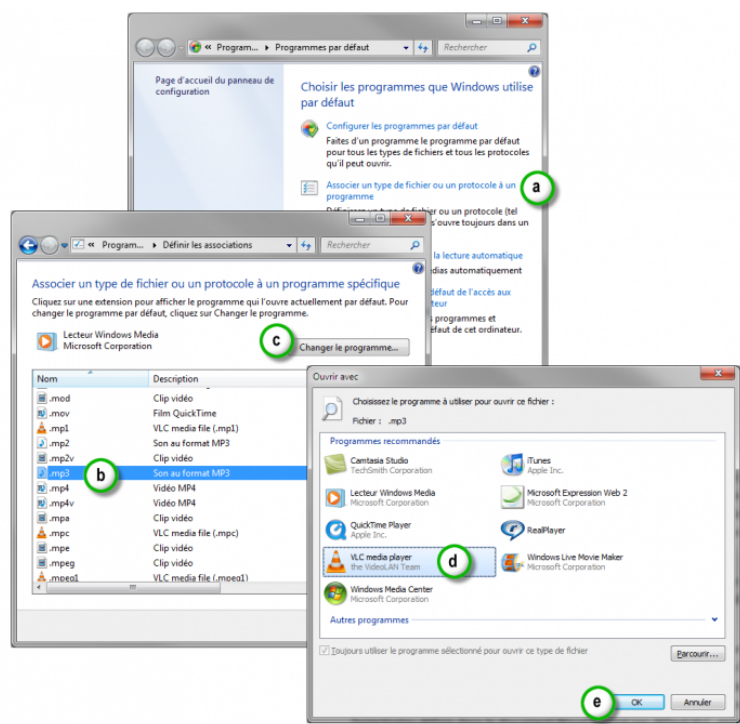 « Program... ▸ Programmes par défaut
Rechercher
Page d'accueil du panneau de
configuration
Choisir les programmes que Windows utilise
par défaut
Configurer les programmes par défaut
Faites d'un programme le programme par défaut
pour tous les types de fichiers et tous les protocoles
qu'il peut ouvrir.
Associer un type de fichier ou un protocole à un
programme
a
ou un protocole (tel
s'ouvre toujours dans un
la lecture automatique
dias automatiquement
défaut de l'accès aux
teur
programmes et
éfaut de cet ordinateur.
« Program... ▸ Définir les associations
Rechercher
Associer un type de fichier ou un protocole à un programme spécifique
Cliquez sur une extension pour afficher le programme qui l'ouvre actuellement par défaut. Pour
changer le programme par défaut, cliquez sur Changer le programme.
Lecteur Windows Media
Microsoft Corporation
c
Changer le programme...
Nom Description
.mod Clip vidéo
.mov Film QuickTime
.mp1 VLC media file (.mp1)
.mp2 Son au format MP3
.mp2v Clip vidéo
.mp3 b Son au format MP3
.mp4 Vidéo MP4
.mp4v Vidéo MP4
.mpa Clip vidéo
.mpc VLC media file (.mpc)
.mpe Clip vidéo
.mpeg Clip vidéo
.mpeg1 VLC media file (.mpeg1)
Ouvrir avec
Choisissez le programme à utiliser pour ouvrir ce fichier :
Fichier : .mp3
Programmes recommandés
Camtasia Studio
TechSmith Corporation
iTunes
Apple Inc.
Lecteur Windows Media
Microsoft Corporation
Microsoft Expression Web 2
Microsoft Corporation
QuickTime Player
Apple Inc.
RealPlayer
VLC media player
the VideoLAN Team
d
Windows Live Movie Maker
Microsoft Corporation
Windows Media Center
Microsoft Corporation
Autres programmes
Toujours utiliser le programme sélectionné pour ouvrir ce type de fichier
Parcourir...
e
OK
Annuler